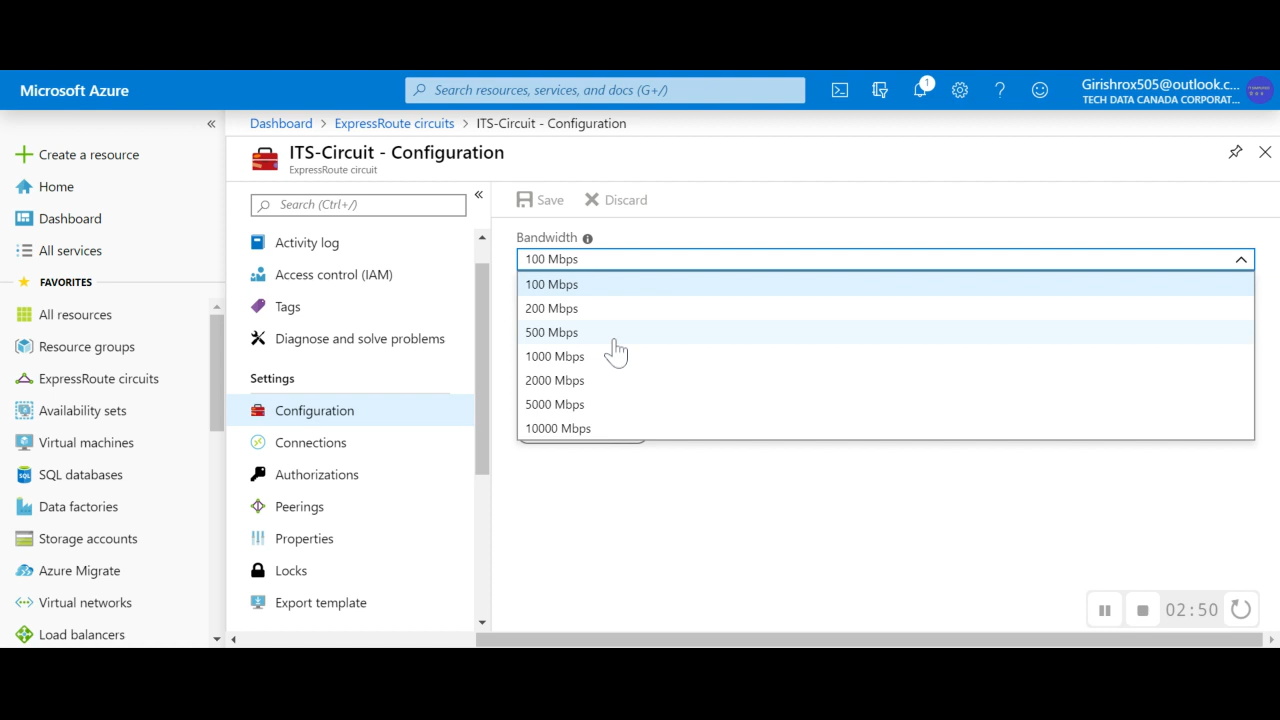 Microsoft Azure
Search resources, services, and docs (G+/)
1
Girishrox505@outlook.c...
TECH DATA CANADA CORPORAT...
Dashboard > ExpressRoute circuits > ITS-Circuit - Configuration
ITS-Circuit - Configuration
ExpressRoute circuit
Create a resource
Home
Dashboard
All services
FAVORITES
All resources
Resource groups
ExpressRoute circuits
Availability sets
Virtual machines
SQL databases
Data factories
Storage accounts
Azure Migrate
Virtual networks
Load balancers
Search (Ctrl+/)
Activity log
Access control (IAM)
Tags
Diagnose and solve problems
Settings
Configuration
Connections
Authorizations
Peerings
Properties
Locks
Export template
Save Discard
Bandwidth
100 Mbps
100 Mbps
200 Mbps
500 Mbps
1000 Mbps
2000 Mbps
5000 Mbps
10000 Mbps
02:50